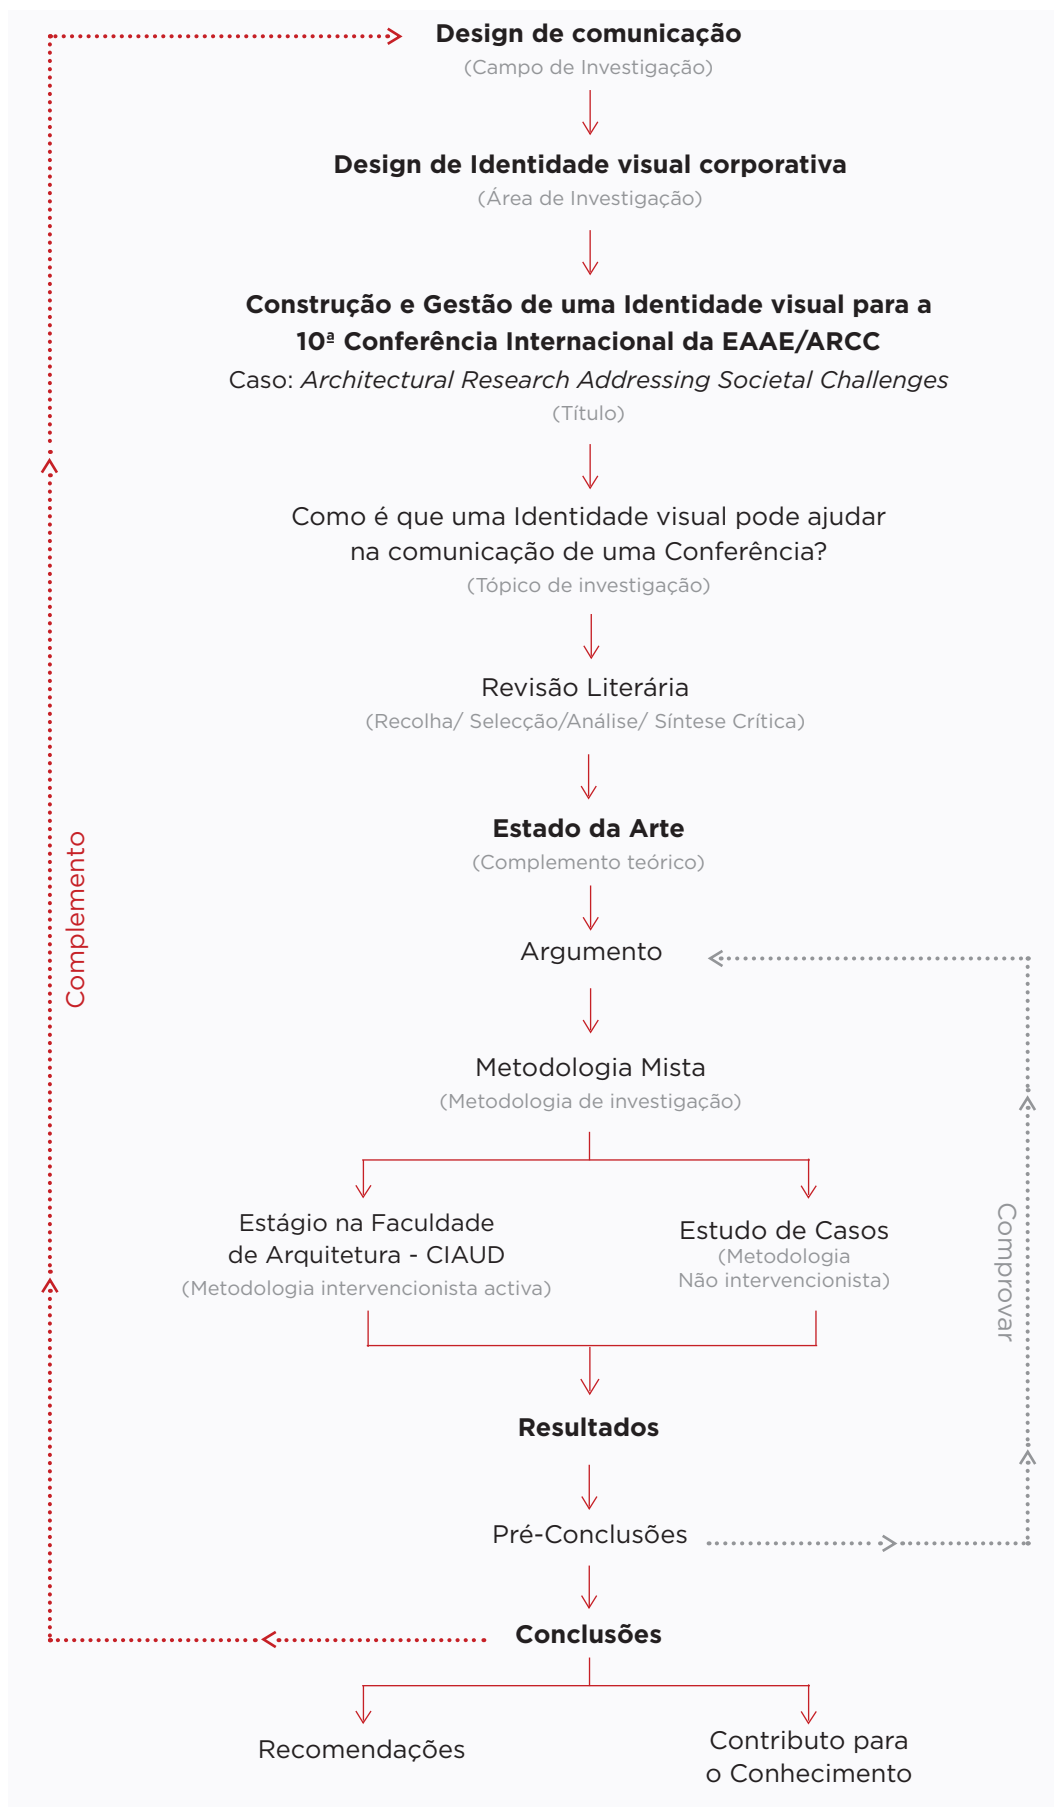 Design de comunicação
(Campo de Investigação)
Design de Identidade visual corporativa
(Área de Investigação)
Construção e Gestão de uma Identidade visual para a
10ª Conferência Internacional da EAAE/ARCC
Caso: Architectural Research Addressing Societal Challenges
(Título)
Como é que uma Identidade visual pode ajudar
na comunicação de uma Conferência?
(Tópico de investigação)
Revisão Literária
(Recolha/ Selecção/Análise/ Síntese Crítica)
Estado da Arte
(Complemento teórico)
Complemento
Argumento
Metodologia Mista
(Metodologia de investigação)
Estágio na Faculdade
de Arquitetura - CIAUD
(Metodologia intervencionista activa)
Estudo de Casos
(Metodologia
Não intervencionista)
Comprovar
Resultados
Pré-Conclusões
Conclusões
Recomendações
Contributo para
o Conhecimento